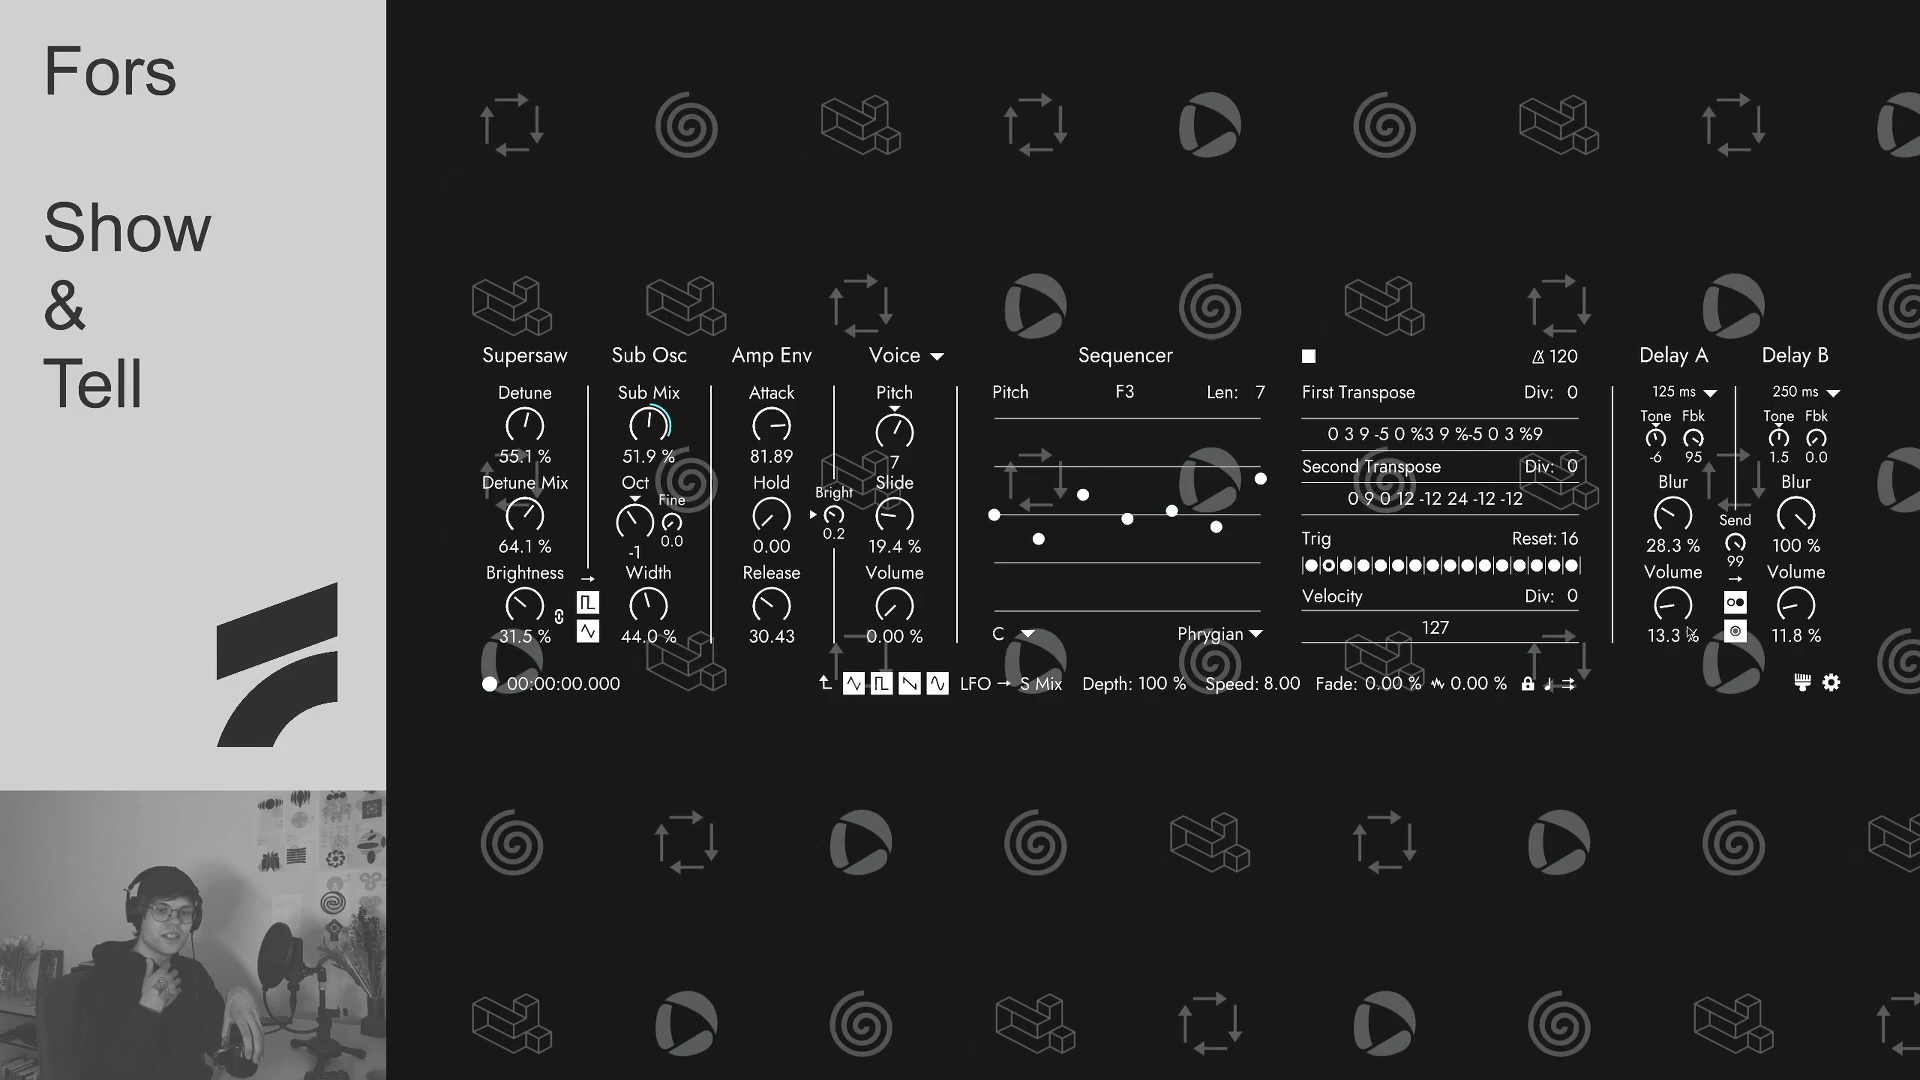 Fors
Show
&
Tell
Supersaw
Detune
55.1 %
Detune Mix
64.1 %
Brightness
31.5 %
Sub Osc
Sub Mix
51.9 %
Oct
-1
Fine
0.0
Width
44.0 %
Amp Env
Attack
81.89
Hold
0.00
Bright
0.2
Release
30.43
Voice
Pitch
7
Slide
19.4 %
Volume
0.00 %
Sequencer
Pitch F3 Len: 7
C Phrygian
120
First Transpose Div: 0
0 3 9 -5 0 %3 9 %-5 0 3 %9
Second Transpose Div: 0
0 9 0 12 -12 24 -12 -12
Trig Reset: 16
Velocity Div: 0
127
Delay A
125 ms
Tone Fbk
-6 95
Blur
28.3 %
Volume
13.3 %
Send
99
Delay B
250 ms
Tone Fbk
1.5 0.0
Blur
100 %
Volume
11.8 %
00:00:00.000
LFO → S Mix Depth: 100 % Speed: 8.00 Fade: 0.00 % 0.00 %